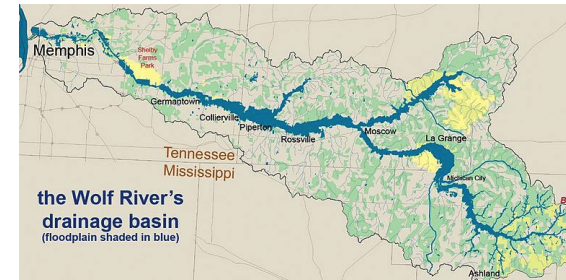 Memphis
Shelby
Farms
Park
Germantown
Collierville
Piperton
Rossville
Moscow
La Grange
Michigan City
Tennessee
Mississippi
the Wolf River's
drainage basin
(floodplain shaded in blue)
Ashland